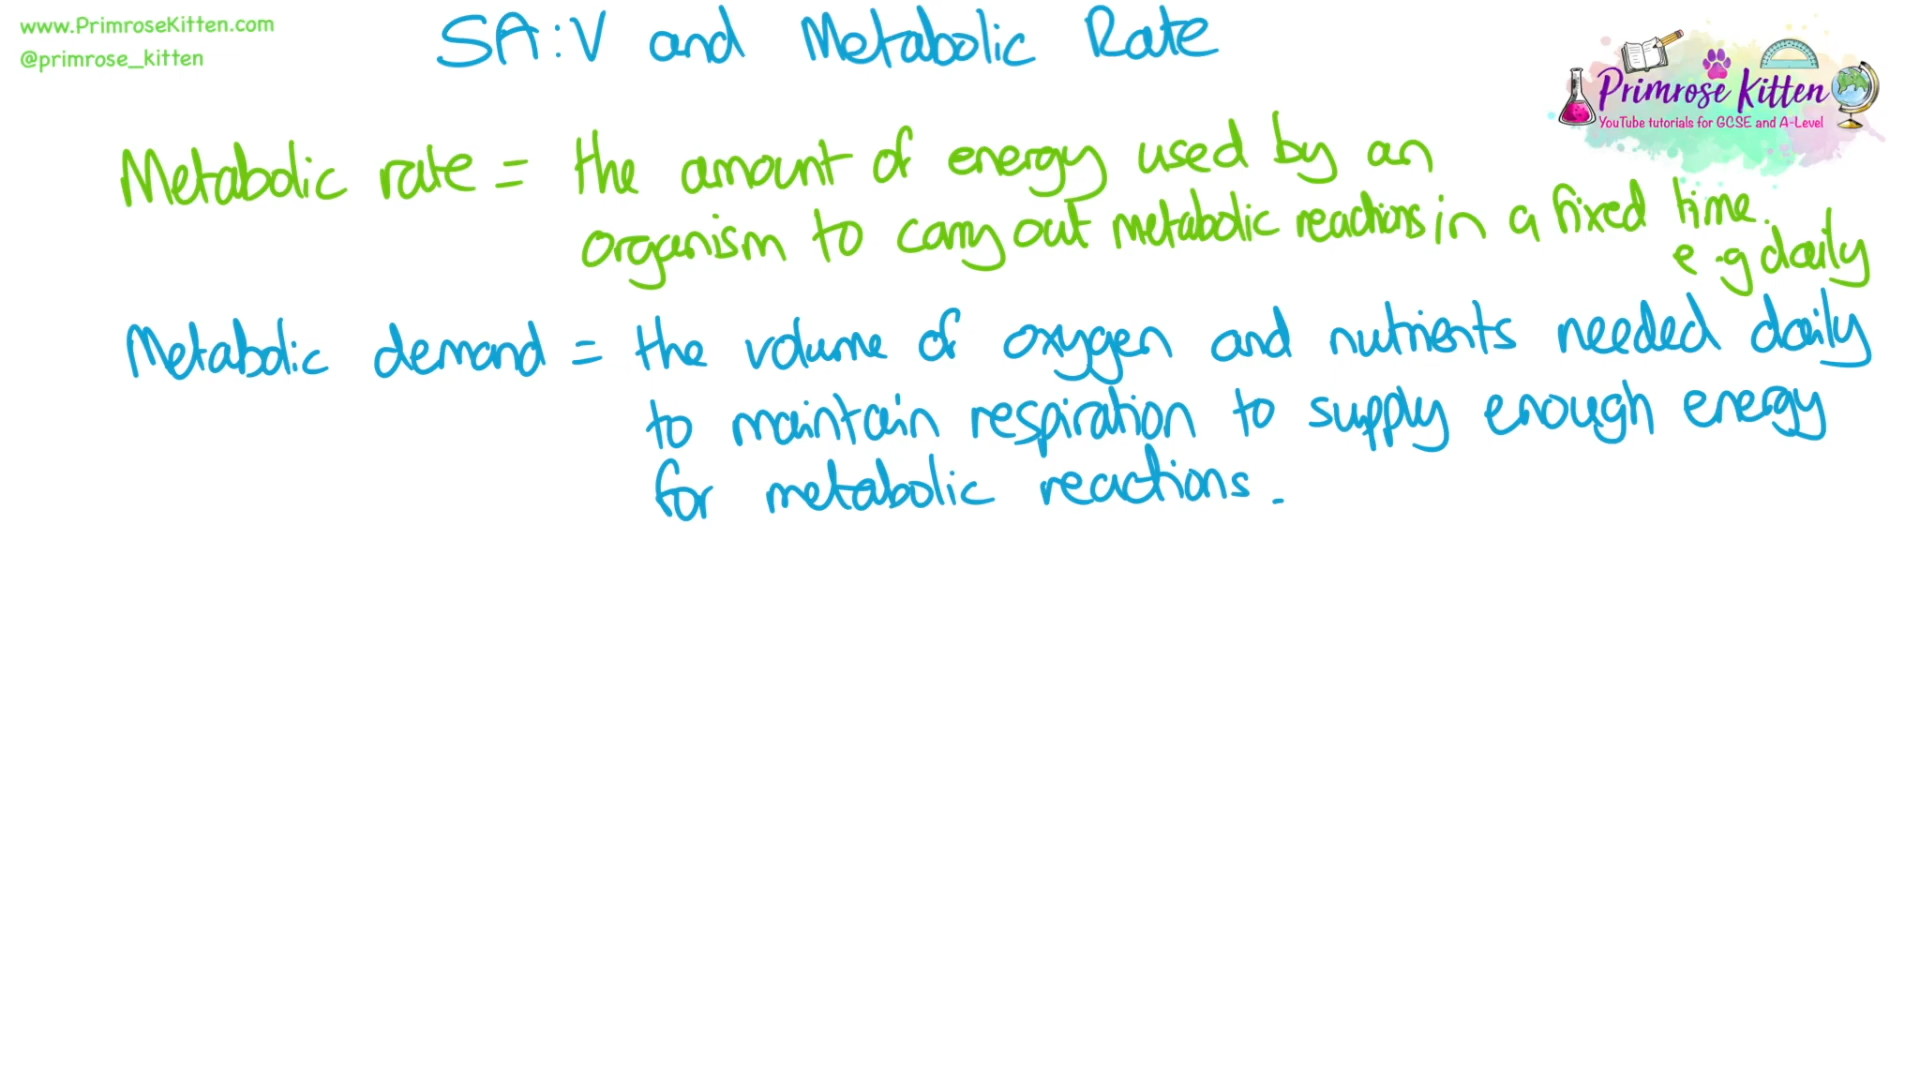 www.PrimroseKitten.com
@primrose_kitten
SA:V and Metabolic Rate
Primrose Kitten
YouTube tutorials for GCSE and A-Level
Metabolic rate = the amount of energy used by an
organism to carry out metabolic reactions in a fixed time.
e.g daily
Metabolic demand = the volume of oxygen and nutrients needed daily
to maintain respiration to supply enough energy
for metabolic reactions.